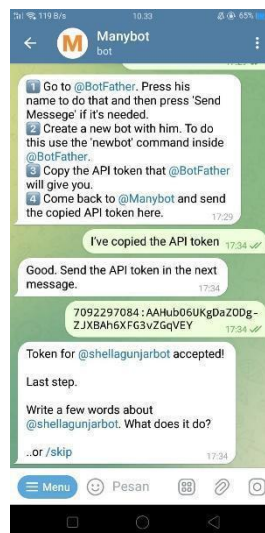 119 B/s
10.33
65%
Manybot
bot
1 Go to @BotFather. Press his
name to do that and then press 'Send
Messege' if it's needed.
2 Create a new bot with him. To do
this use the 'newbot' command inside
@BotFather.
3 Copy the API token that @BotFather
will give you.
4 Come back to @Manybot and send
the copied API token here.
17:29
I've copied the API token
17:34
Good. Send the API token in the next
message.
17:34
7092297084:AAHub06UKgDaZODg-
ZJXBAh6XFG3vZGqVEY
17:34
Token for @shellagunjarbot accepted!
Last step.
Write a few words about
@shellagunjarbot. What does it do?
..or /skip
17:34
Menu
Pesan